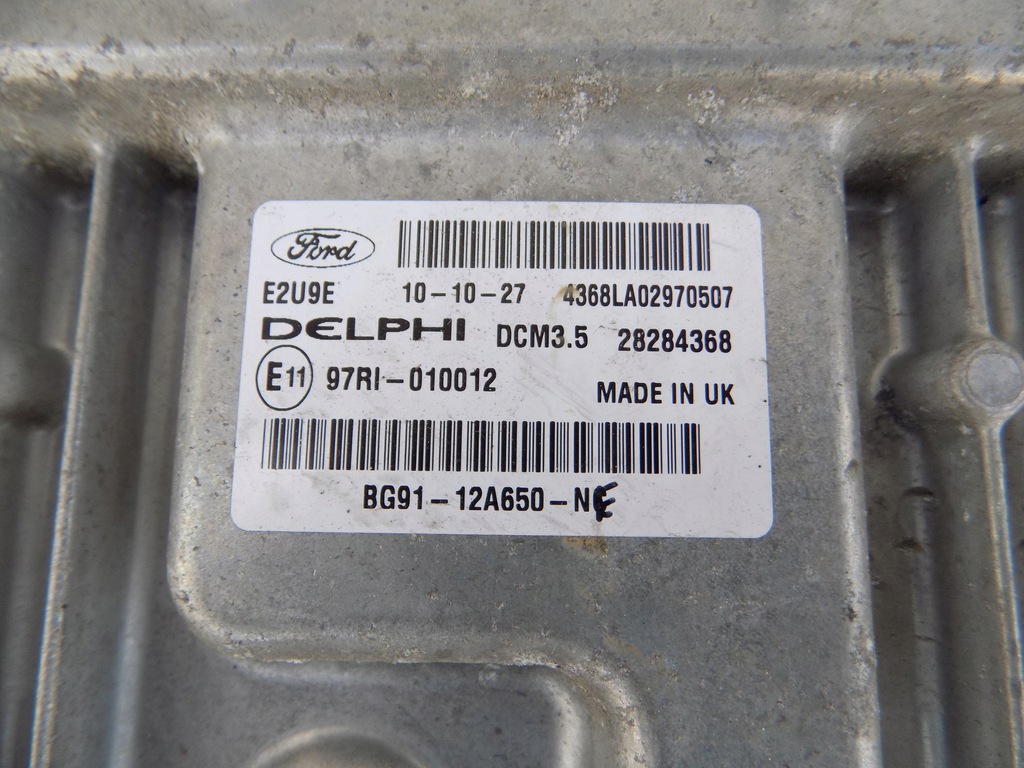 Ford
E2U9E 10-10-27 4368LA02970507
DELPHI DCM3.5 28284368
E11 97RI-010012 MADE IN UK
BG91-12A650-NE